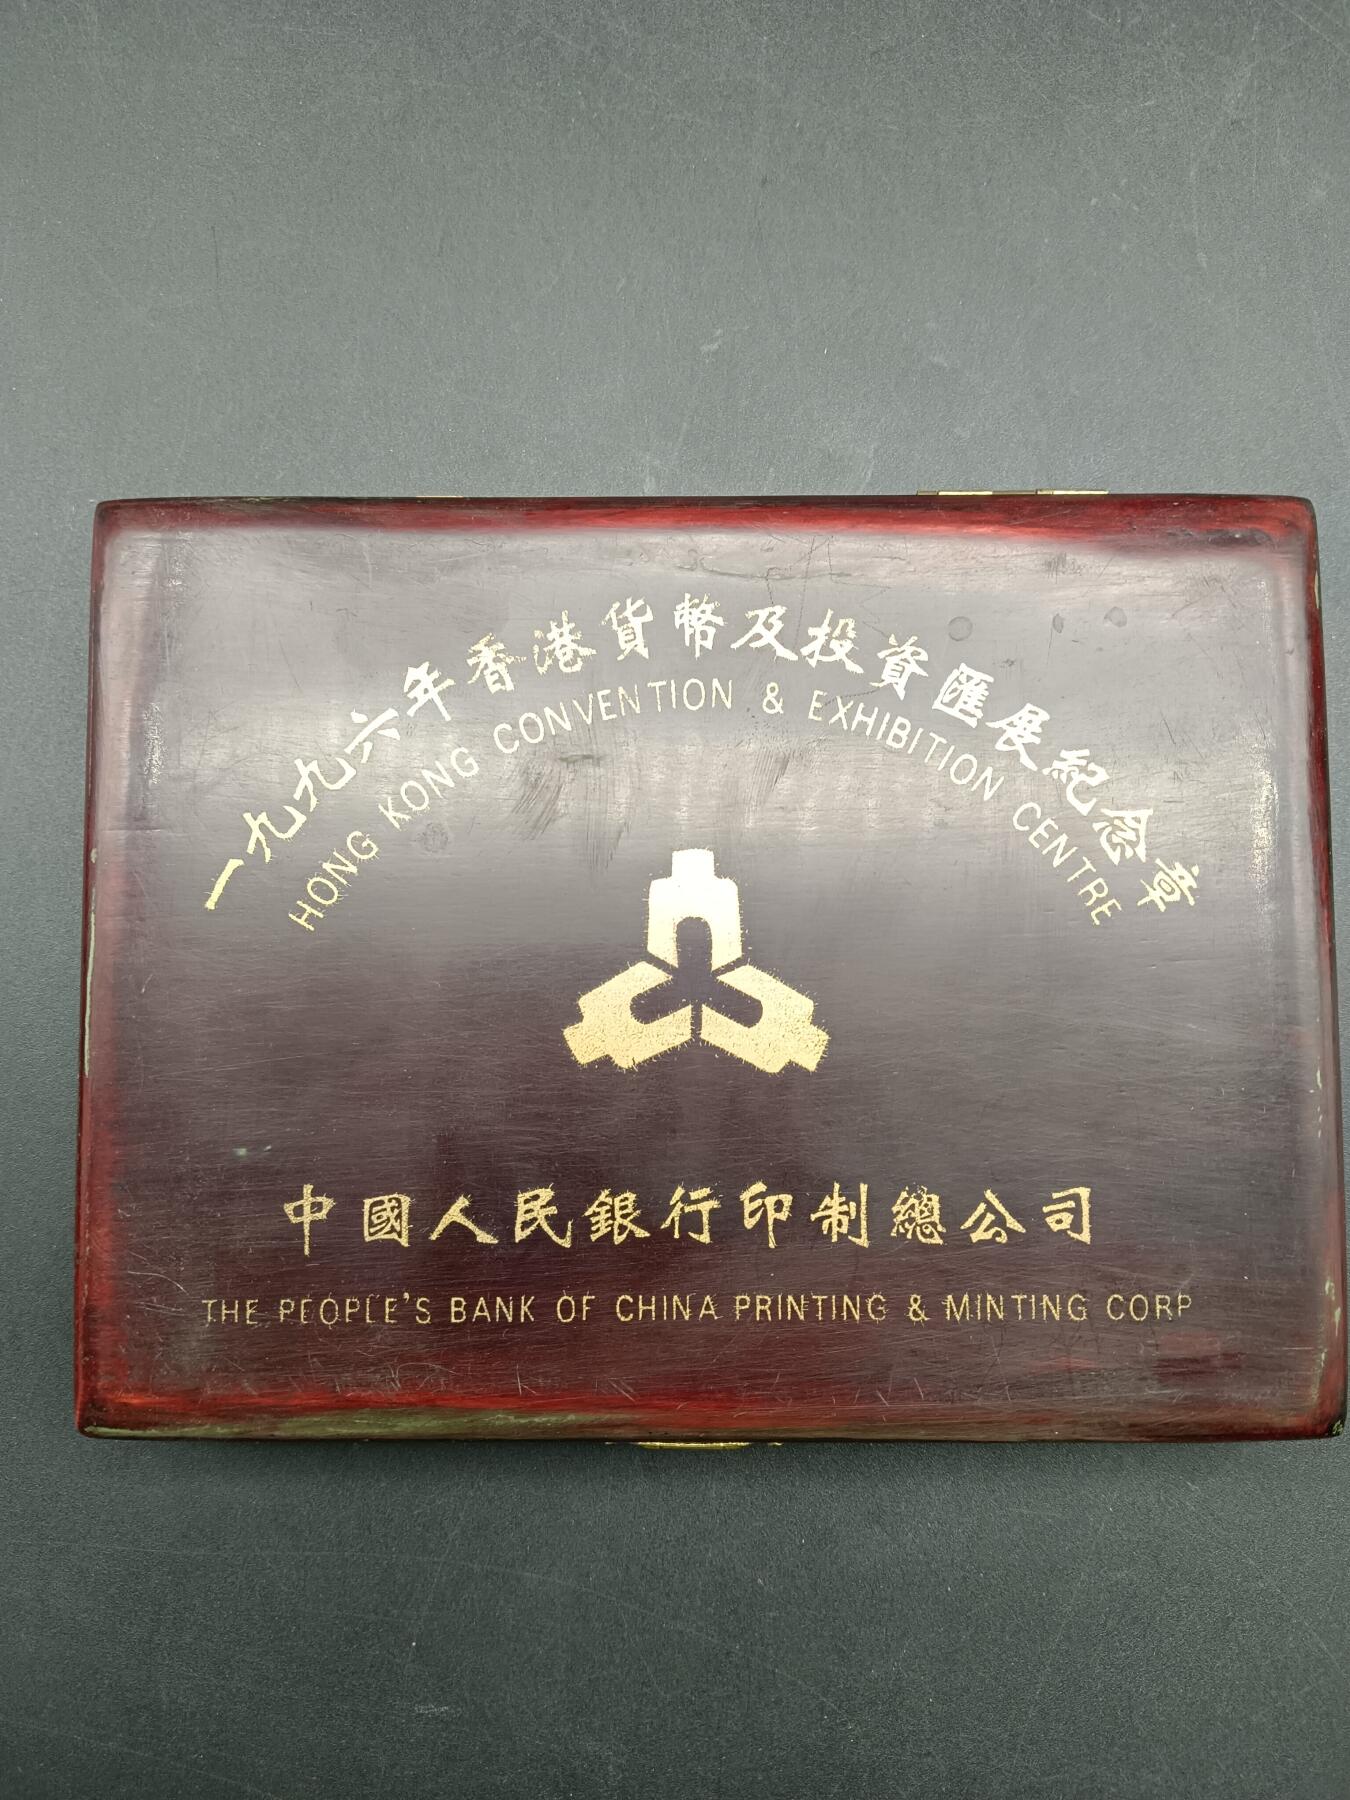 一九九六年香港貨幣及投資匯展紀念章
HONG KONG CONVENTION & EXHIBITION CENTRE
中國人民銀行印制總公司
THE PEOPLE'S BANK OF CHINA PRINTING & MINTING CORP